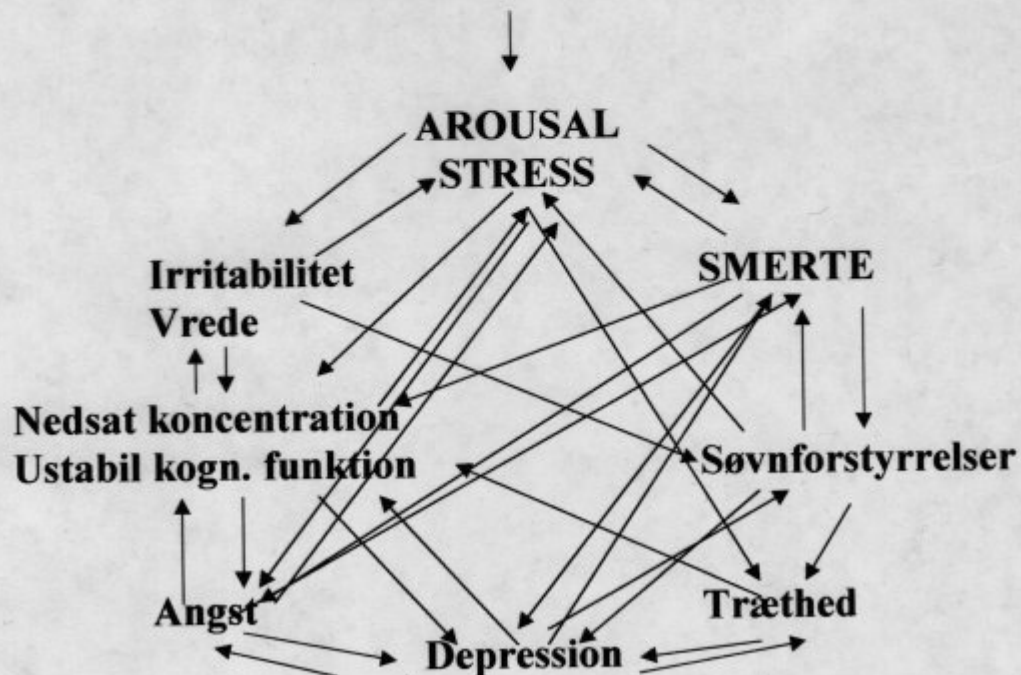 AROUSAL
STRESS
Irritabilitet
Vrede
SMERTE
Nedsat koncentration
Ustabil kogn. funktion
Søvnforstyrrelser
Angst
Træthed
Depression